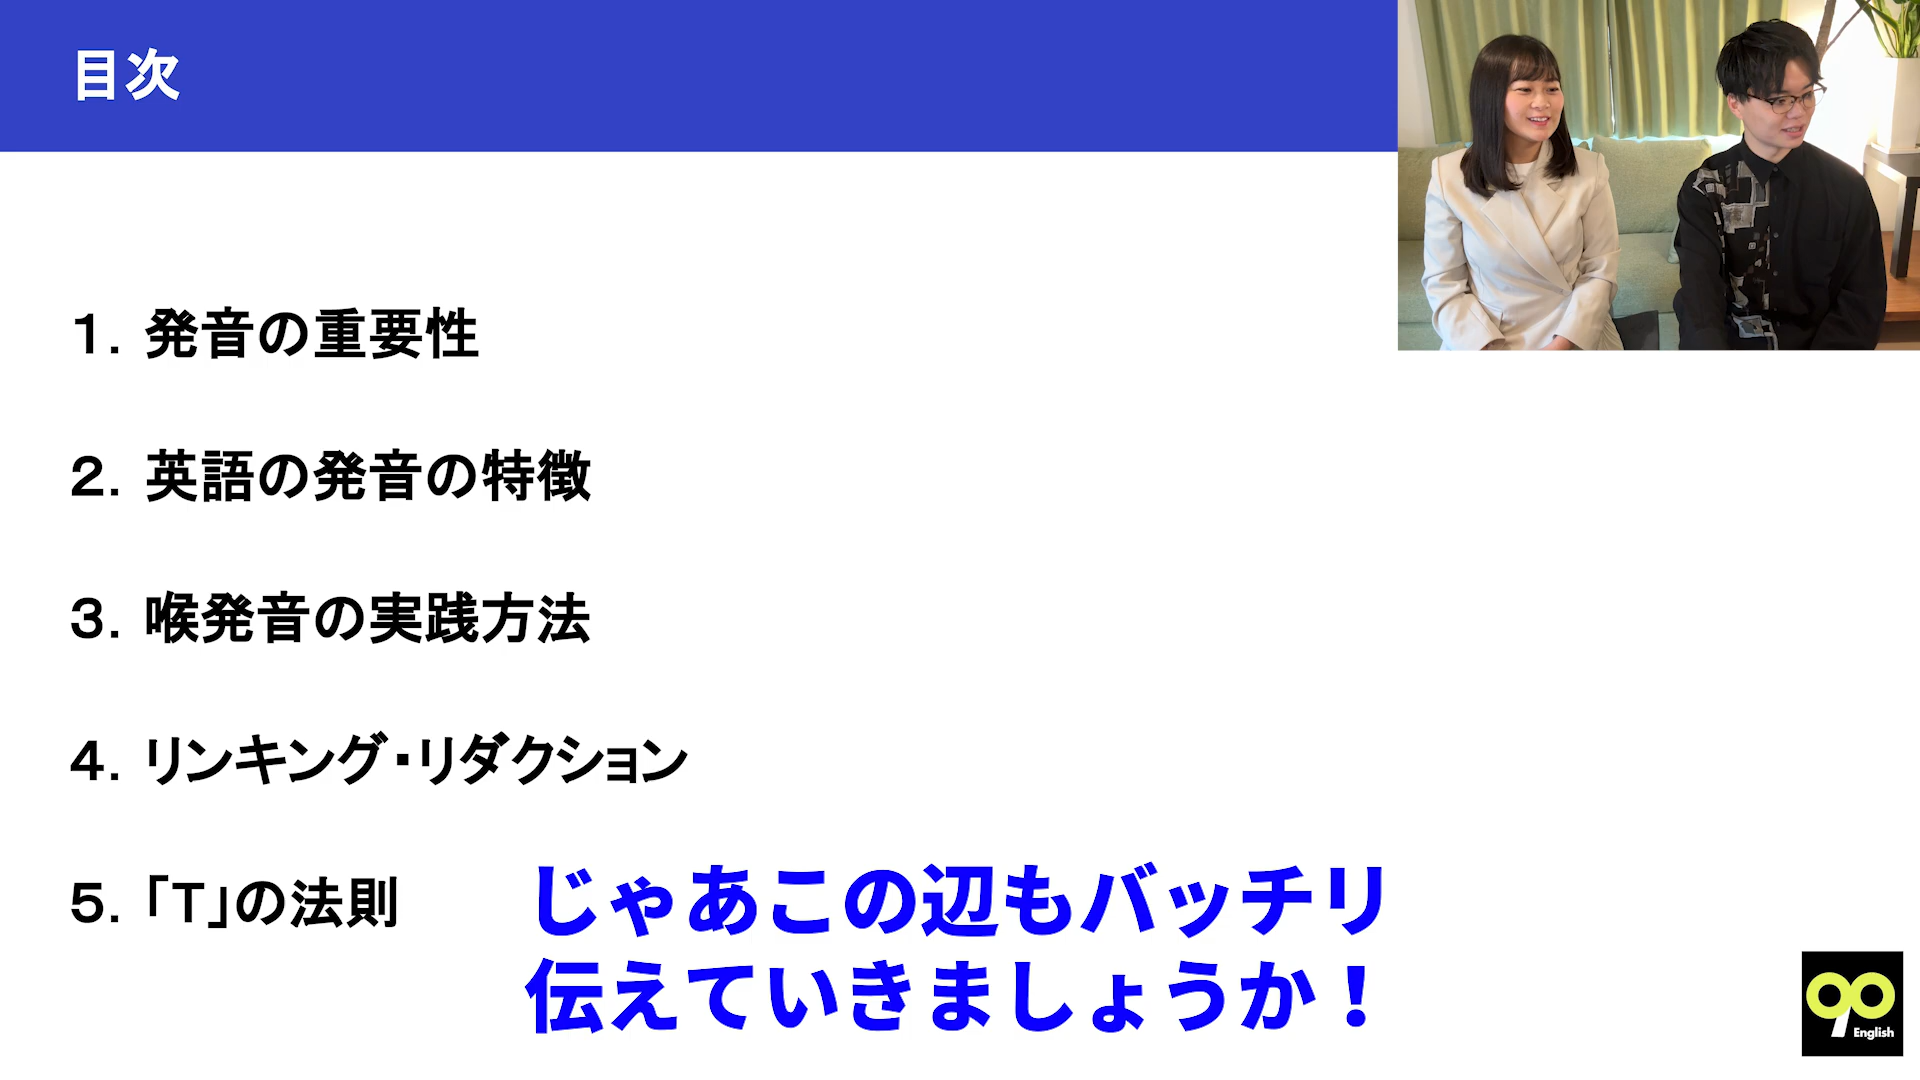 目次
1. 発音の重要性
2. 英語の発音の特徴
3. 喉発音の実践方法
4. リンキング・リダクション
5. 「T」の法則
じゃあこの辺もバッチリ
伝えていきましょうか！
90
English